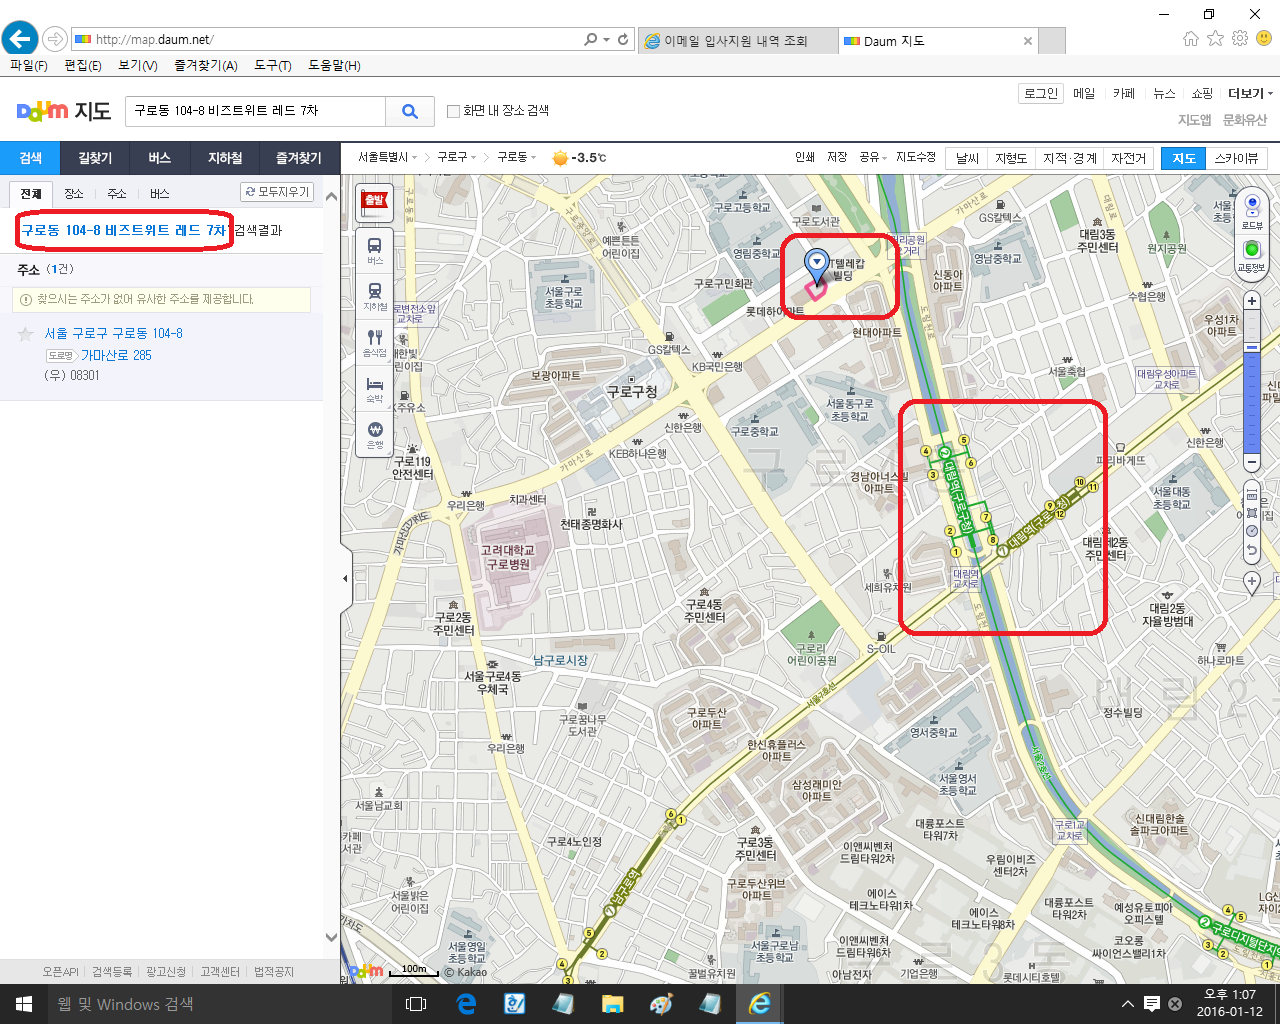 http://map.daum.net/
이메일 입사지원 내역 조회
Daum 지도
파일(F) 편집(E) 보기(V) 즐겨찾기(A) 도구(T) 도움말(H)
Daum 지도
구로동 104-8 비즈트위트 레드 7차
화면 내 장소 검색
로그인 메일 카페 뉴스 쇼핑 더보기
지도앱 문화유산
검색 길찾기 버스 지하철 즐겨찾기
서울특별시 구로구 구로동 -3.5℃
인쇄 저장 공유 지도수정 날씨 지형도 지적·경계 자전거 지도 스카이뷰
전체 장소 주소 버스 모두지우기
구로동 104-8 비즈트위트 레드 7차 검색결과
주소 (1건)
찾으시는 주소가 없어 유사한 주소를 제공합니다.
서울 구로구 구로동 104-8
도로명 가마산로 285
(우) 08301
오픈API 검색등록 광고신청 고객센터 법적공지
출발
버스
지하철
음식점
숙박
은행
로드뷰
교통정보
구로고등학교
구로도서관
예쁜튼튼
어린이집
영림중학교
텔레캅
빌딩
구로구민회관
롯데아파트
서울구로
초등학교
GS칼텍스
KB국민은행
현대아파트
신동아
아파트
영남중학교
GS칼텍스
대림3동
주민센터
원지공원
수협은행
우성1차
아파트
서울축협
대림우성아파트
교차로
보광아파트
구로구청
신한은행
KEB하나은행
구로중학교
서울동구로
초등학교
경남아너스빌
아파트
파리바게뜨
신한은행
서울대동
초등학교
구로119
안전센터
우리은행
치과센터
천태종명화사
고려대학교
구로병원
가마산로
대림역(구로구청)
대림역
교차로
대림제2동
주민센터
세희유치원
구로4동
주민센터
구로2동
주민센터
구로리
어린이공원
S-OIL
대림2동
자율방범대
하나로마트
정수빌딩
남구로시장
서울구로4동
우체국
구로꿈나무
도서관
구로두산
아파트
우리은행
한신휴플러스
아파트
영서중학교
서울영서
초등학교
서울2호선
서울7호선
삼성래미안
아파트
서울남교회
구로4노인정
구로3동
주민센터
대륭포스트
타워7차
이앤씨벤처
드림타워2차
우림이비즈
센터2차
구로1교
교차로
신대림한솔
솔파크아파트
남구로역
서울밝은
어린이집
구로두산위브
아파트
에이스
테크노타워1차
에이스
테크노타워2차
대륭포스트
타워2차
예성유토피아
오피스텔
코오롱
싸이언스밸리1차
구로디지털단지역
서울영일
초등학교
서울구로남
초등학교
이앤씨벤처
드림타워6차
꿀벌유치원
아남전자
기업은행
롯데시티호텔
Daum 100m © Kakao
웹 및 Windows 검색
오후 1:07
2016-01-12